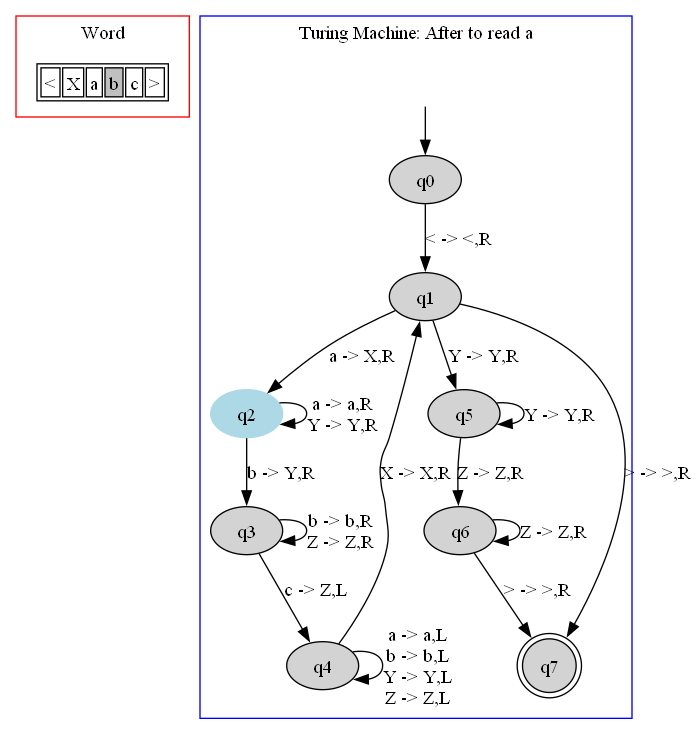 Word
< X a b c >
Turing Machine: After to read a
q0
< -> <,R
q1
a -> X,R
Y -> Y,R
q2
a -> a,R
Y -> Y,R
q5
Y -> Y,R
b -> Y,R
X -> X,R
Z -> Z,R
> -> >,R
q3
b -> b,R
Z -> Z,R
q6
Z -> Z,R
c -> Z,L
> -> >,R
q4
a -> a,L
b -> b,L
Y -> Y,L
Z -> Z,L
q7